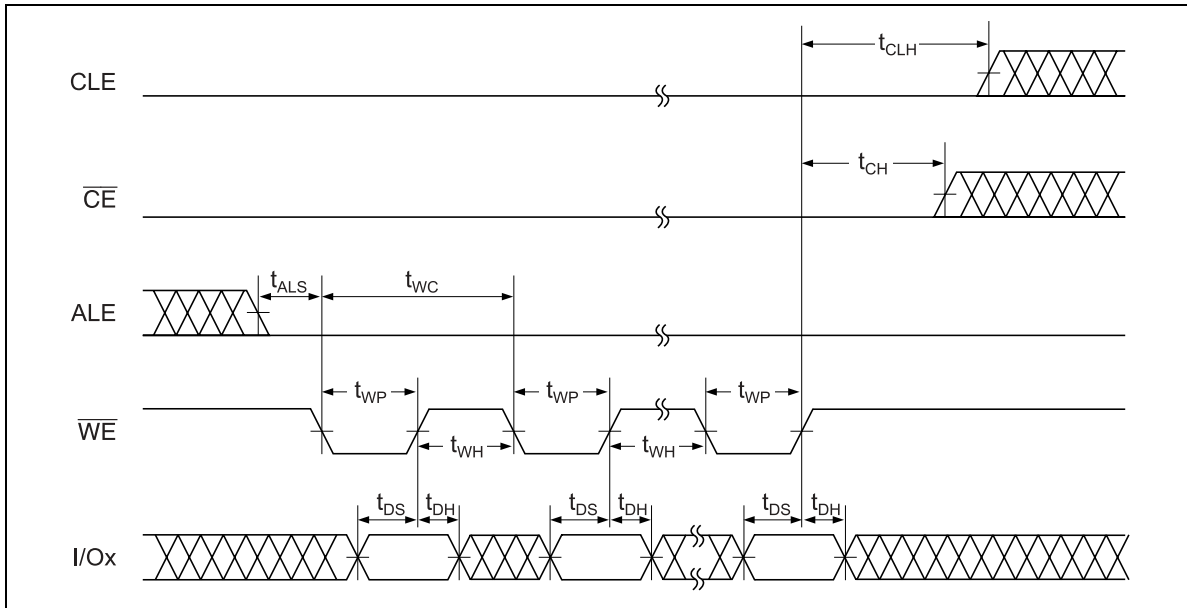 CLE tCLH
CE tCH
ALE tALS tWC
WE tWP tWP tWP
tWH tWH
tDS tDH tDS tDH tDS tDH
I/Ox